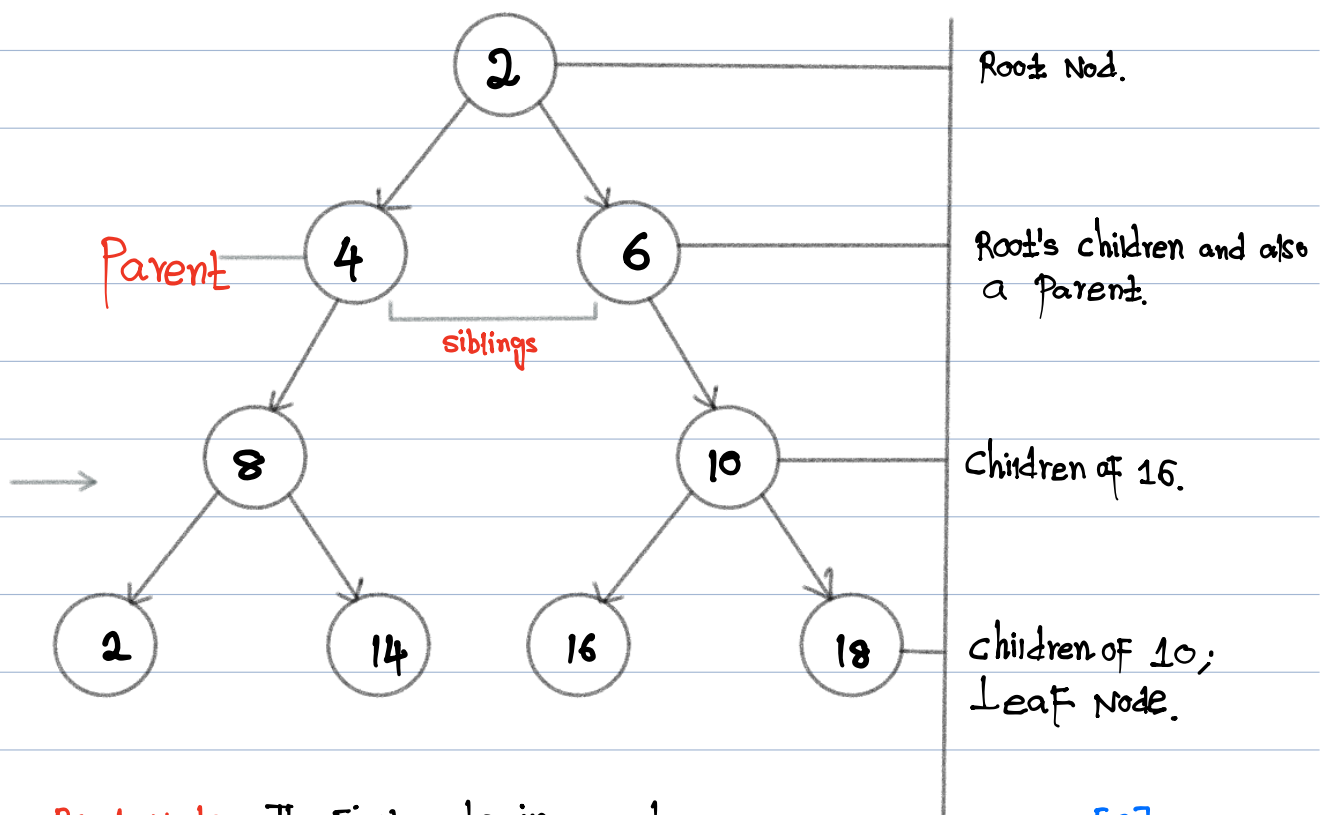 2
Root Nod.
Parent
4
6
Root's children and also
a Parent.
siblings
8
10
Children of 16.
2
14
16
18
children of 10;
Leaf Node.